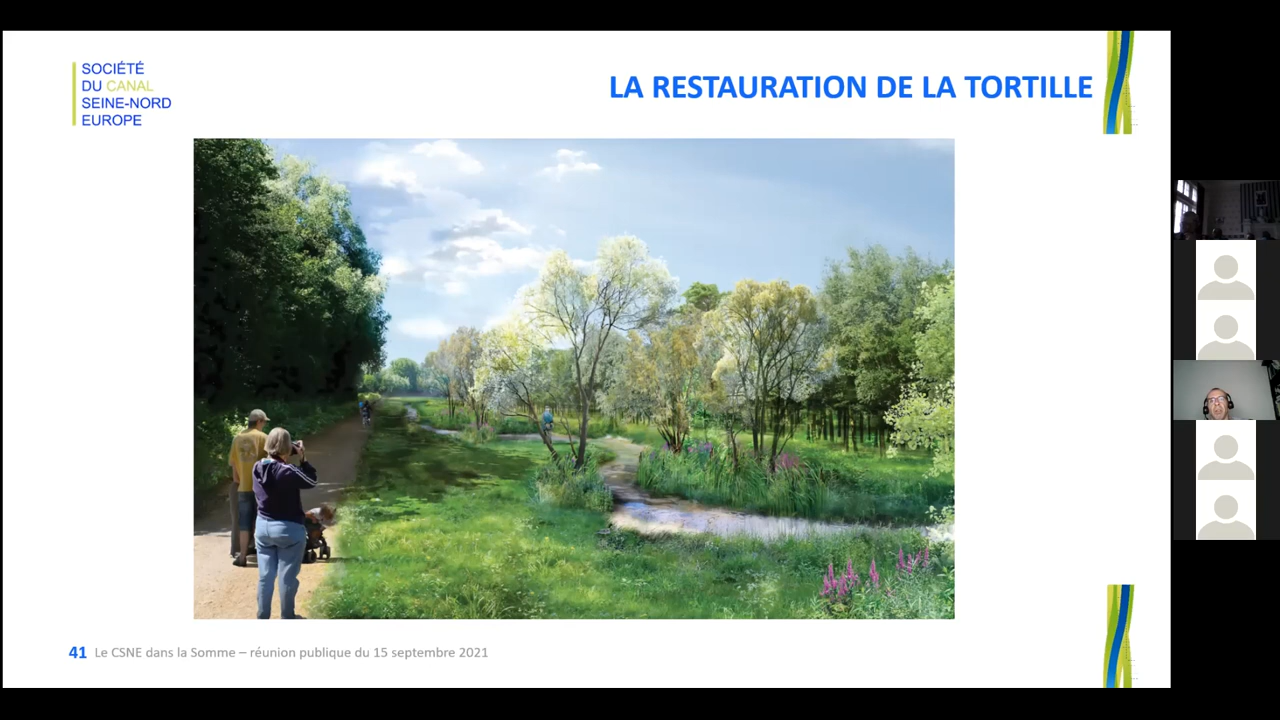 SOCIÉTÉ
DU CANAL
SEINE-NORD
EUROPE
LA RESTAURATION DE LA TORTILLE
41 Le CSNE dans la Somme – réunion publique du 15 septembre 2021